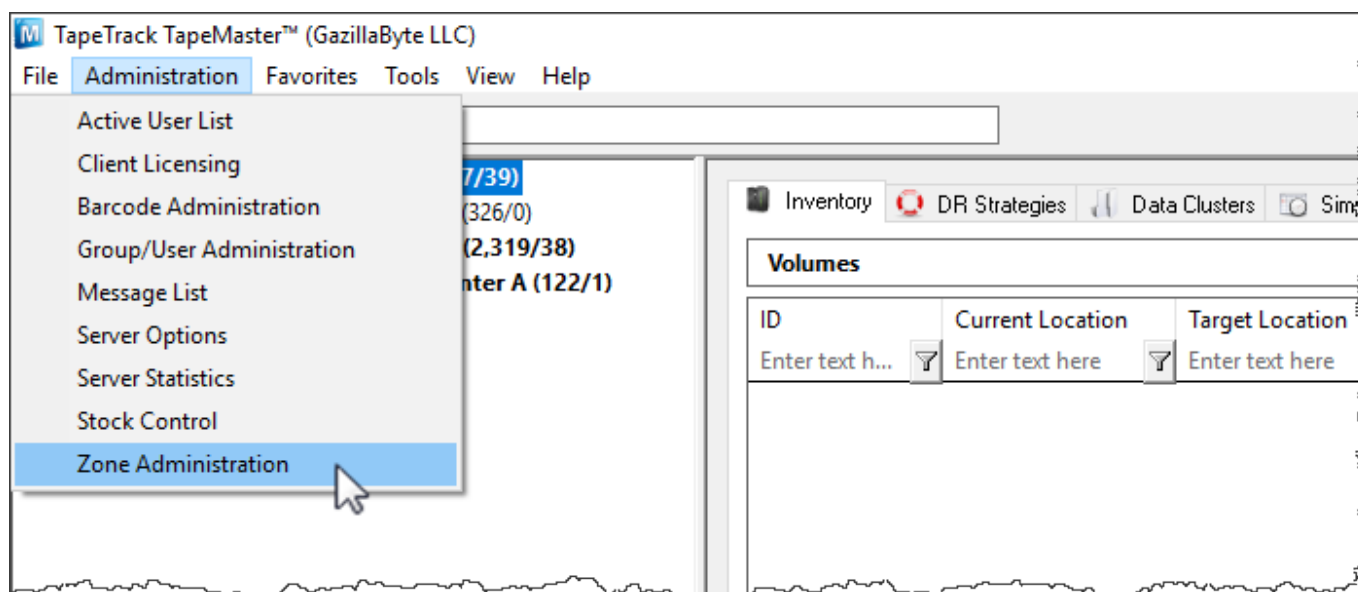 TapeTrack TapeMaster™ (GazillaByte LLC)
File Administration Favorites Tools View Help
Active User List
Client Licensing
Barcode Administration
Group/User Administration
Message List
Server Options
Server Statistics
Stock Control
Zone Administration
7/39)
(326/0)
(2,319/38)
nter A (122/1)
Inventory DR Strategies Data Clusters
Volumes
ID Current Location Target Location
Enter text h... Enter text here Enter text here